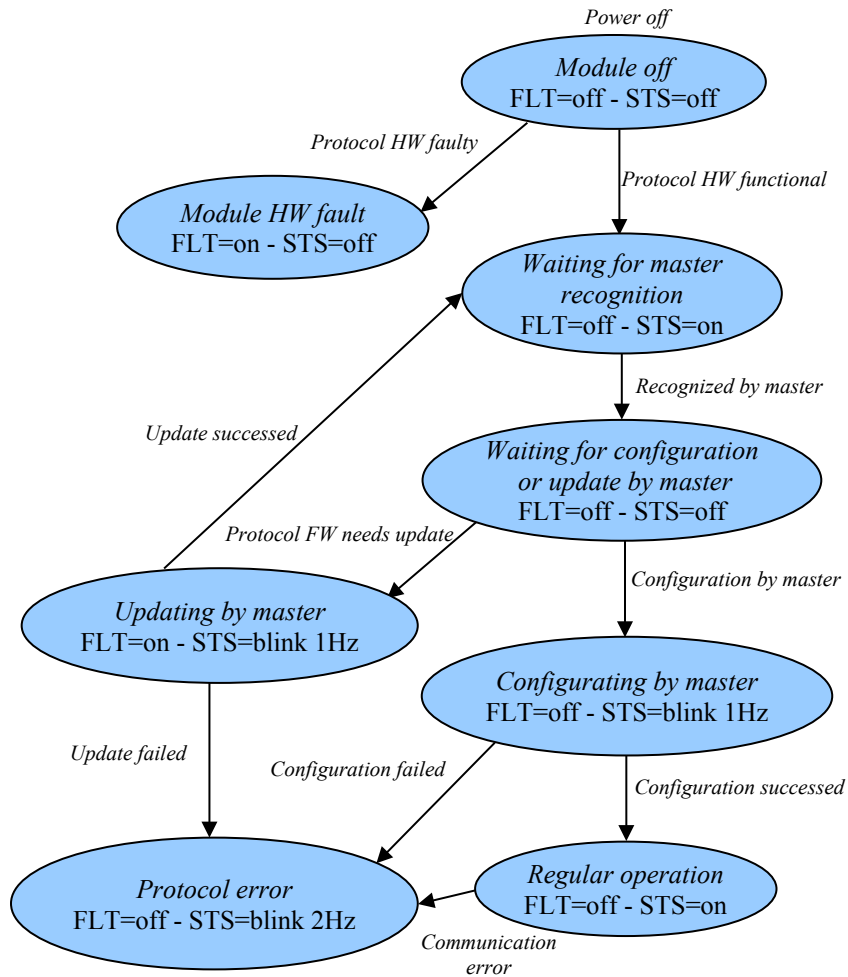 Power off
Module off
FLT=off - STS=off
Protocol HW faulty
Protocol HW functional
Module HW fault
FLT=on - STS=off
Waiting for master
recognition
FLT=off - STS=on
Recognized by master
Update successed
Waiting for configuration
or update by master
FLT=off - STS=off
Protocol FW needs update
Configuration by master
Updating by master
FLT=on - STS=blink 1Hz
Configurating by master
FLT=off - STS=blink 1Hz
Update failed
Configuration failed
Configuration successed
Protocol error
FLT=off - STS=blink 2Hz
Regular operation
FLT=off - STS=on
Communication
error